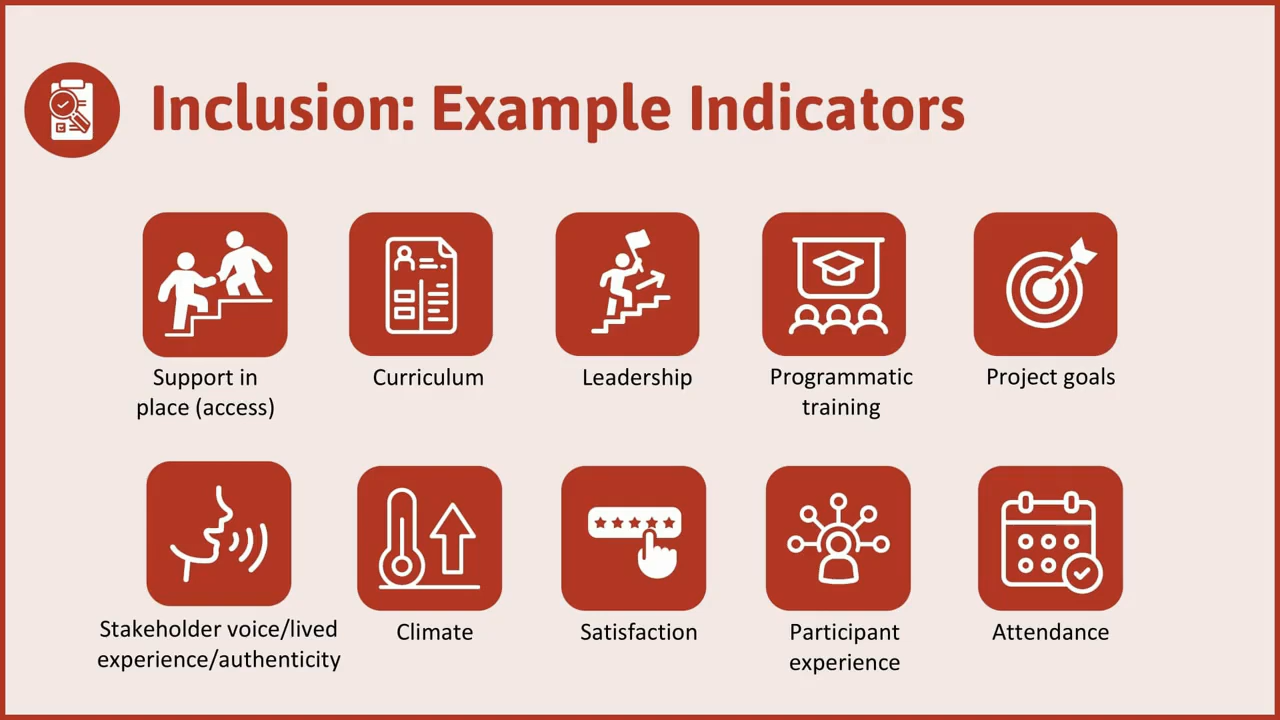 Inclusion: Example Indicators
Support in
place (access)
Curriculum
Leadership
Programmatic
training
Project goals
Stakeholder voice/lived
experience/authenticity
Climate
Satisfaction
Participant
experience
Attendance